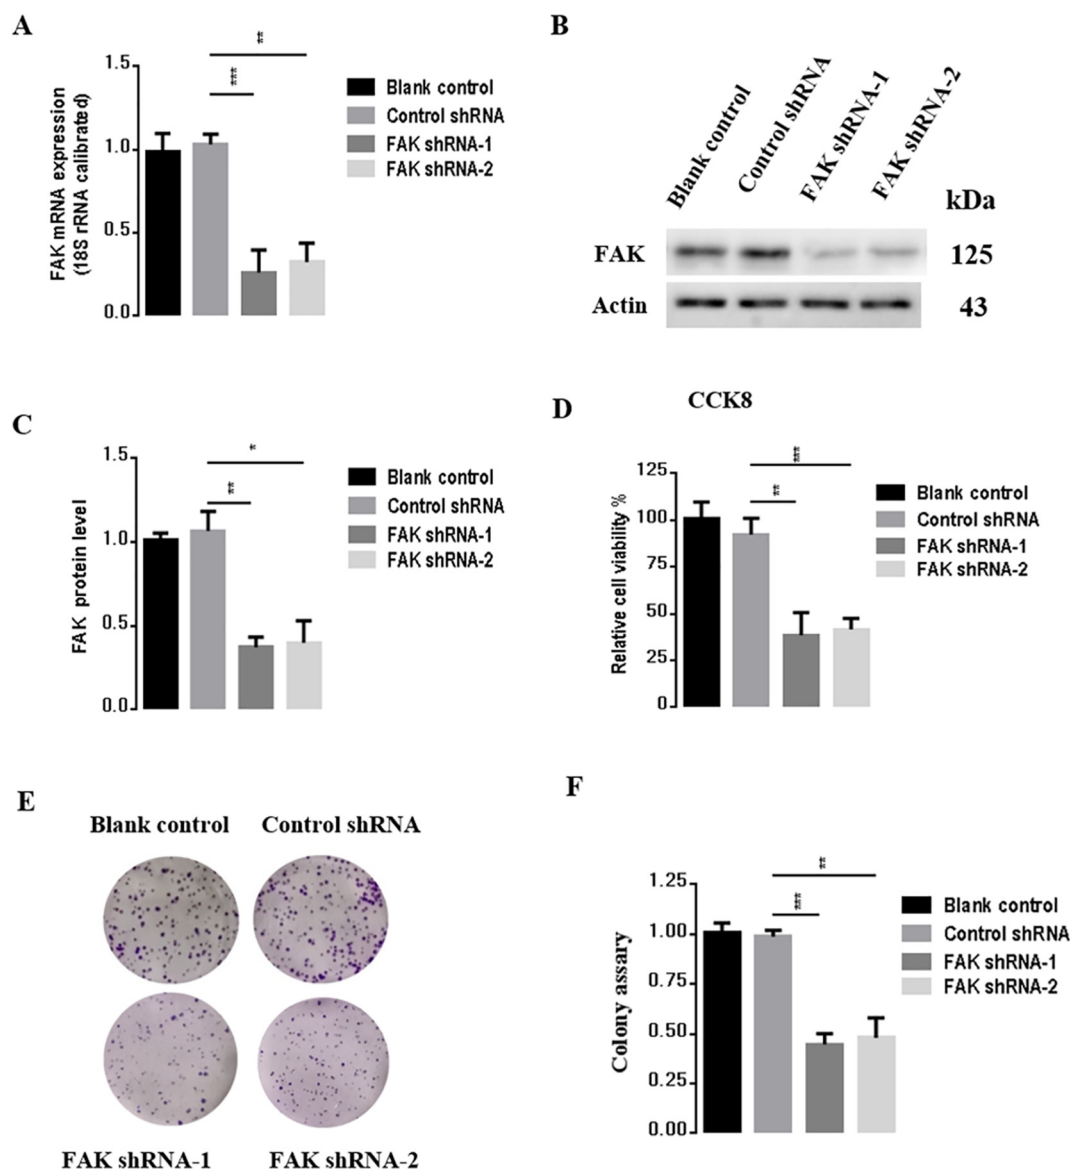 A
**
***
1.5
1.0
0.5
0.0
FAK mRNA expression
(18S rRNA calibrated)
Blank control
Control shRNA
FAK shRNA-1
FAK shRNA-2
B
Blank control
Control shRNA
FAK shRNA-1
FAK shRNA-2
kDa
FAK
125
Actin
43
C
*
**
1.5
1.0
0.5
0.0
FAK protein level
Blank control
Control shRNA
FAK shRNA-1
FAK shRNA-2
D
CCK8
***
**
125
100
75
50
25
0
Relative cell viability %
Blank control
Control shRNA
FAK shRNA-1
FAK shRNA-2
E
Blank control
Control shRNA
FAK shRNA-1
FAK shRNA-2
F
**
***
1.25
1.00
0.75
0.50
0.25
0.00
Colony assary
Blank control
Control shRNA
FAK shRNA-1
FAK shRNA-2